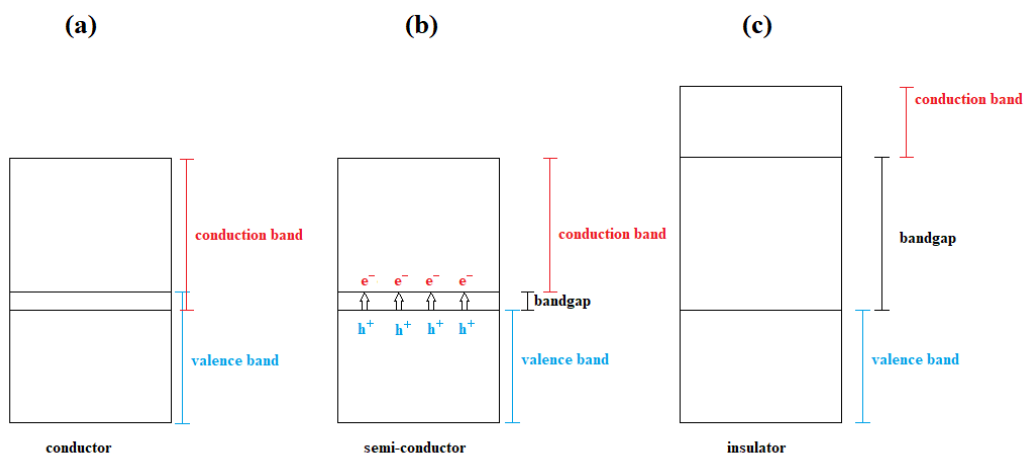 (a)
(b)
(c)
conduction band
conduction band
conduction band
bandgap
e⁻ e⁻ e⁻ e⁻
bandgap
h⁺ h⁺ h⁺ h⁺
valence band
valence band
valence band
conductor
semi-conductor
insulator